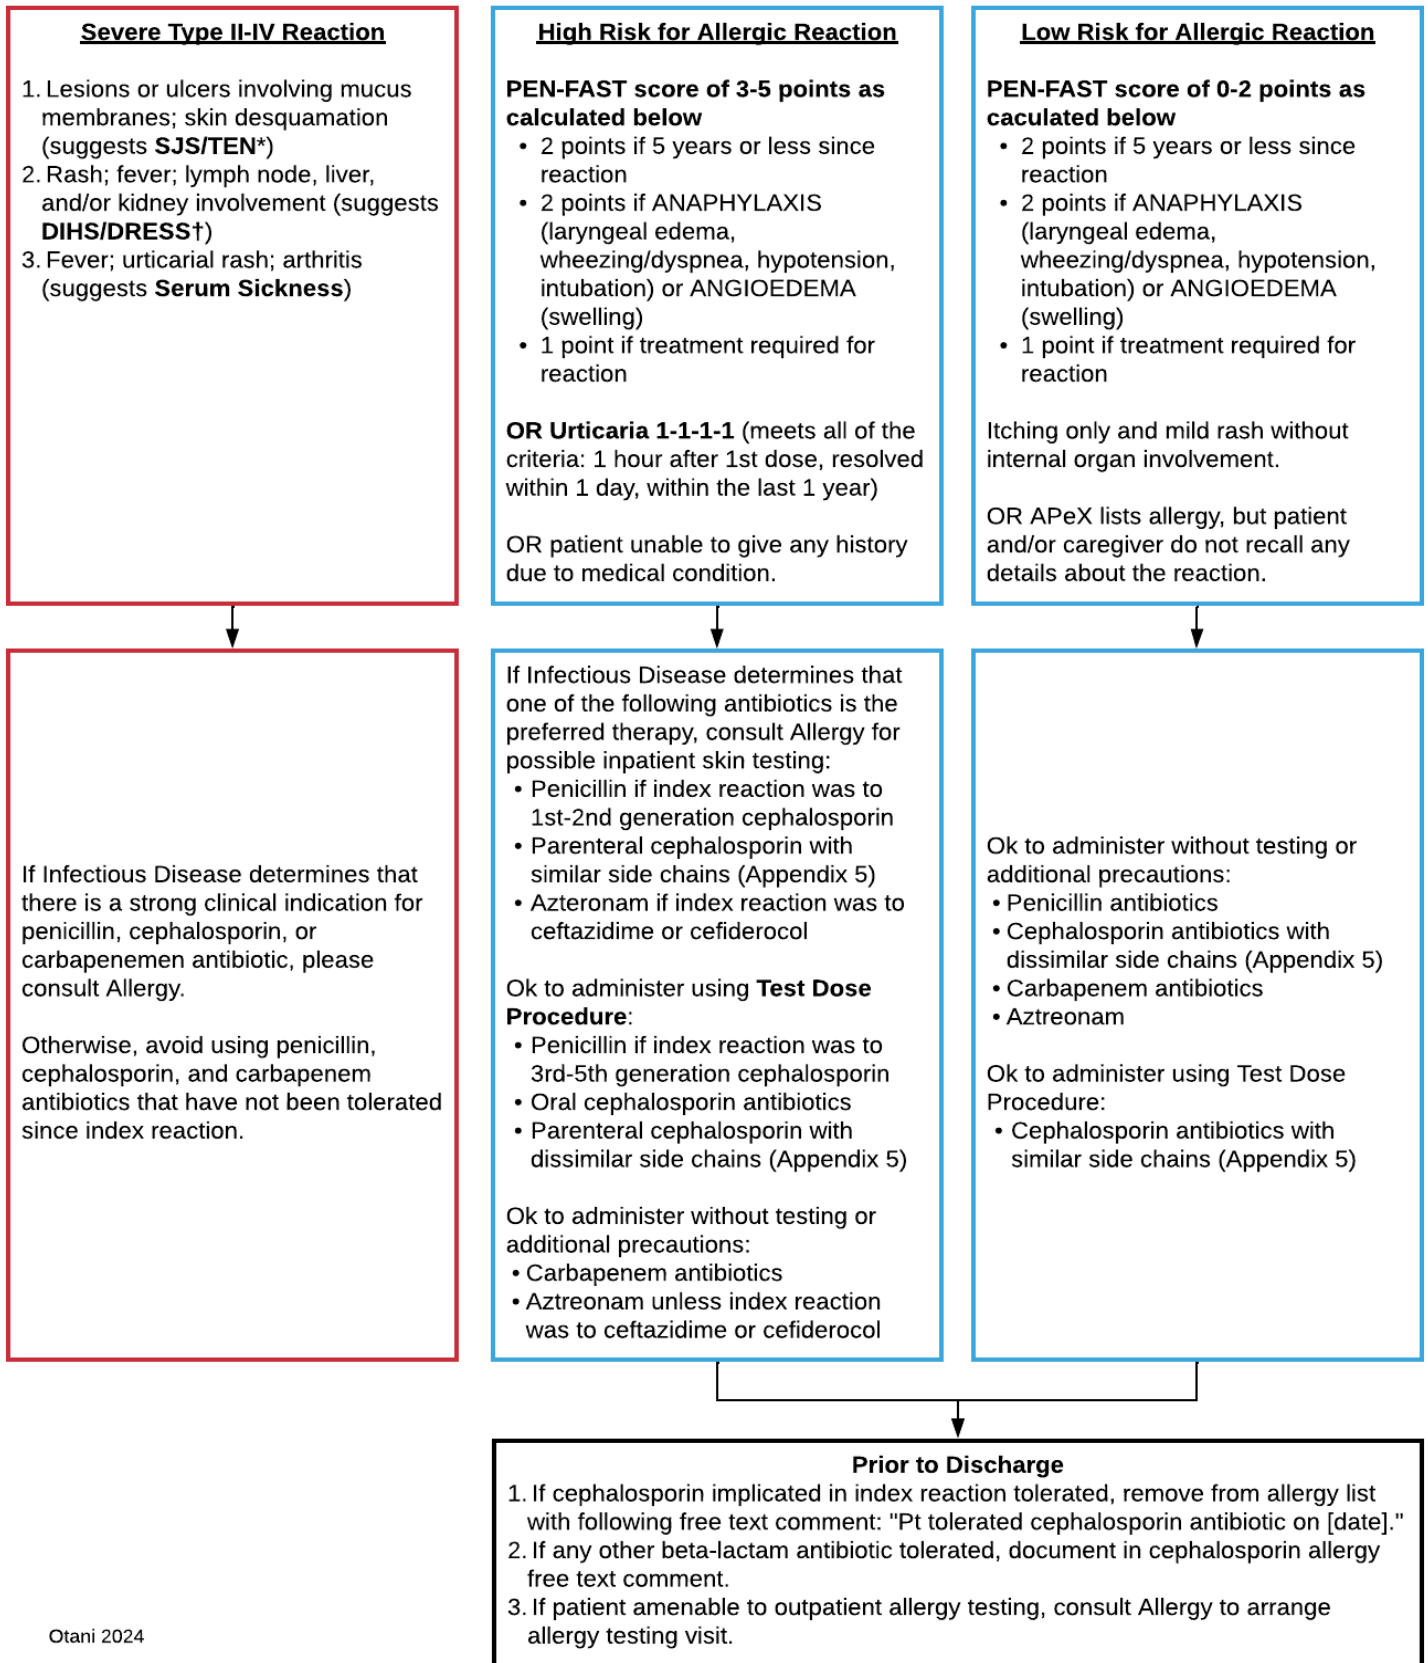 Severe Type II-IV Reaction
1. Lesions or ulcers involving mucus
membranes; skin desquamation
(suggests SJS/TEN*)
2. Rash; fever; lymph node, liver,
and/or kidney involvement (suggests
DIHS/DRESS†)
3. Fever; urticarial rash; arthritis
(suggests Serum Sickness)
High Risk for Allergic Reaction
PEN-FAST score of 3-5 points as
calculated below
• 2 points if 5 years or less since
reaction
• 2 points if ANAPHYLAXIS
(laryngeal edema,
wheezing/dyspnea, hypotension,
intubation) or ANGIOEDEMA
(swelling)
• 1 point if treatment required for
reaction
OR Urticaria 1-1-1-1 (meets all of the
criteria: 1 hour after 1st dose, resolved
within 1 day, within the last 1 year)
OR patient unable to give any history
due to medical condition.
Low Risk for Allergic Reaction
PEN-FAST score of 0-2 points as
caculated below
• 2 points if 5 years or less since
reaction
• 2 points if ANAPHYLAXIS
(laryngeal edema,
wheezing/dyspnea, hypotension,
intubation) or ANGIOEDEMA
(swelling)
• 1 point if treatment required for
reaction
Itching only and mild rash without
internal organ involvement.
OR APeX lists allergy, but patient
and/or caregiver do not recall any
details about the reaction.
If Infectious Disease determines that
there is a strong clinical indication for
penicillin, cephalosporin, or
carbapenemen antibiotic, please
consult Allergy.
Otherwise, avoid using penicillin,
cephalosporin, and carbapenem
antibiotics that have not been tolerated
since index reaction.
If Infectious Disease determines that
one of the following antibiotics is the
preferred therapy, consult Allergy for
possible inpatient skin testing:
• Penicillin if index reaction was to
1st-2nd generation cephalosporin
• Parenteral cephalosporin with
similar side chains (Appendix 5)
• Azteronam if index reaction was to
ceftazidime or cefiderocol
Ok to administer using Test Dose
Procedure:
• Penicillin if index reaction was to
3rd-5th generation cephalosporin
• Oral cephalosporin antibiotics
• Parenteral cephalosporin with
dissimilar side chains (Appendix 5)
Ok to administer without testing or
additional precautions:
• Carbapenem antibiotics
• Aztreonam unless index reaction
was to ceftazidime or cefiderocol
Ok to administer without testing or
additional precautions:
• Penicillin antibiotics
• Cephalosporin antibiotics with
dissimilar side chains (Appendix 5)
• Carbapenem antibiotics
• Aztreonam
Ok to administer using Test Dose
Procedure:
• Cephalosporin antibiotics with
similar side chains (Appendix 5)
Prior to Discharge
1. If cephalosporin implicated in index reaction tolerated, remove from allergy list
with following free text comment: "Pt tolerated cephalosporin antibiotic on [date]."
2. If any other beta-lactam antibiotic tolerated, document in cephalosporin allergy
free text comment.
3. If patient amenable to outpatient allergy testing, consult Allergy to arrange
allergy testing visit.
Otani 2024